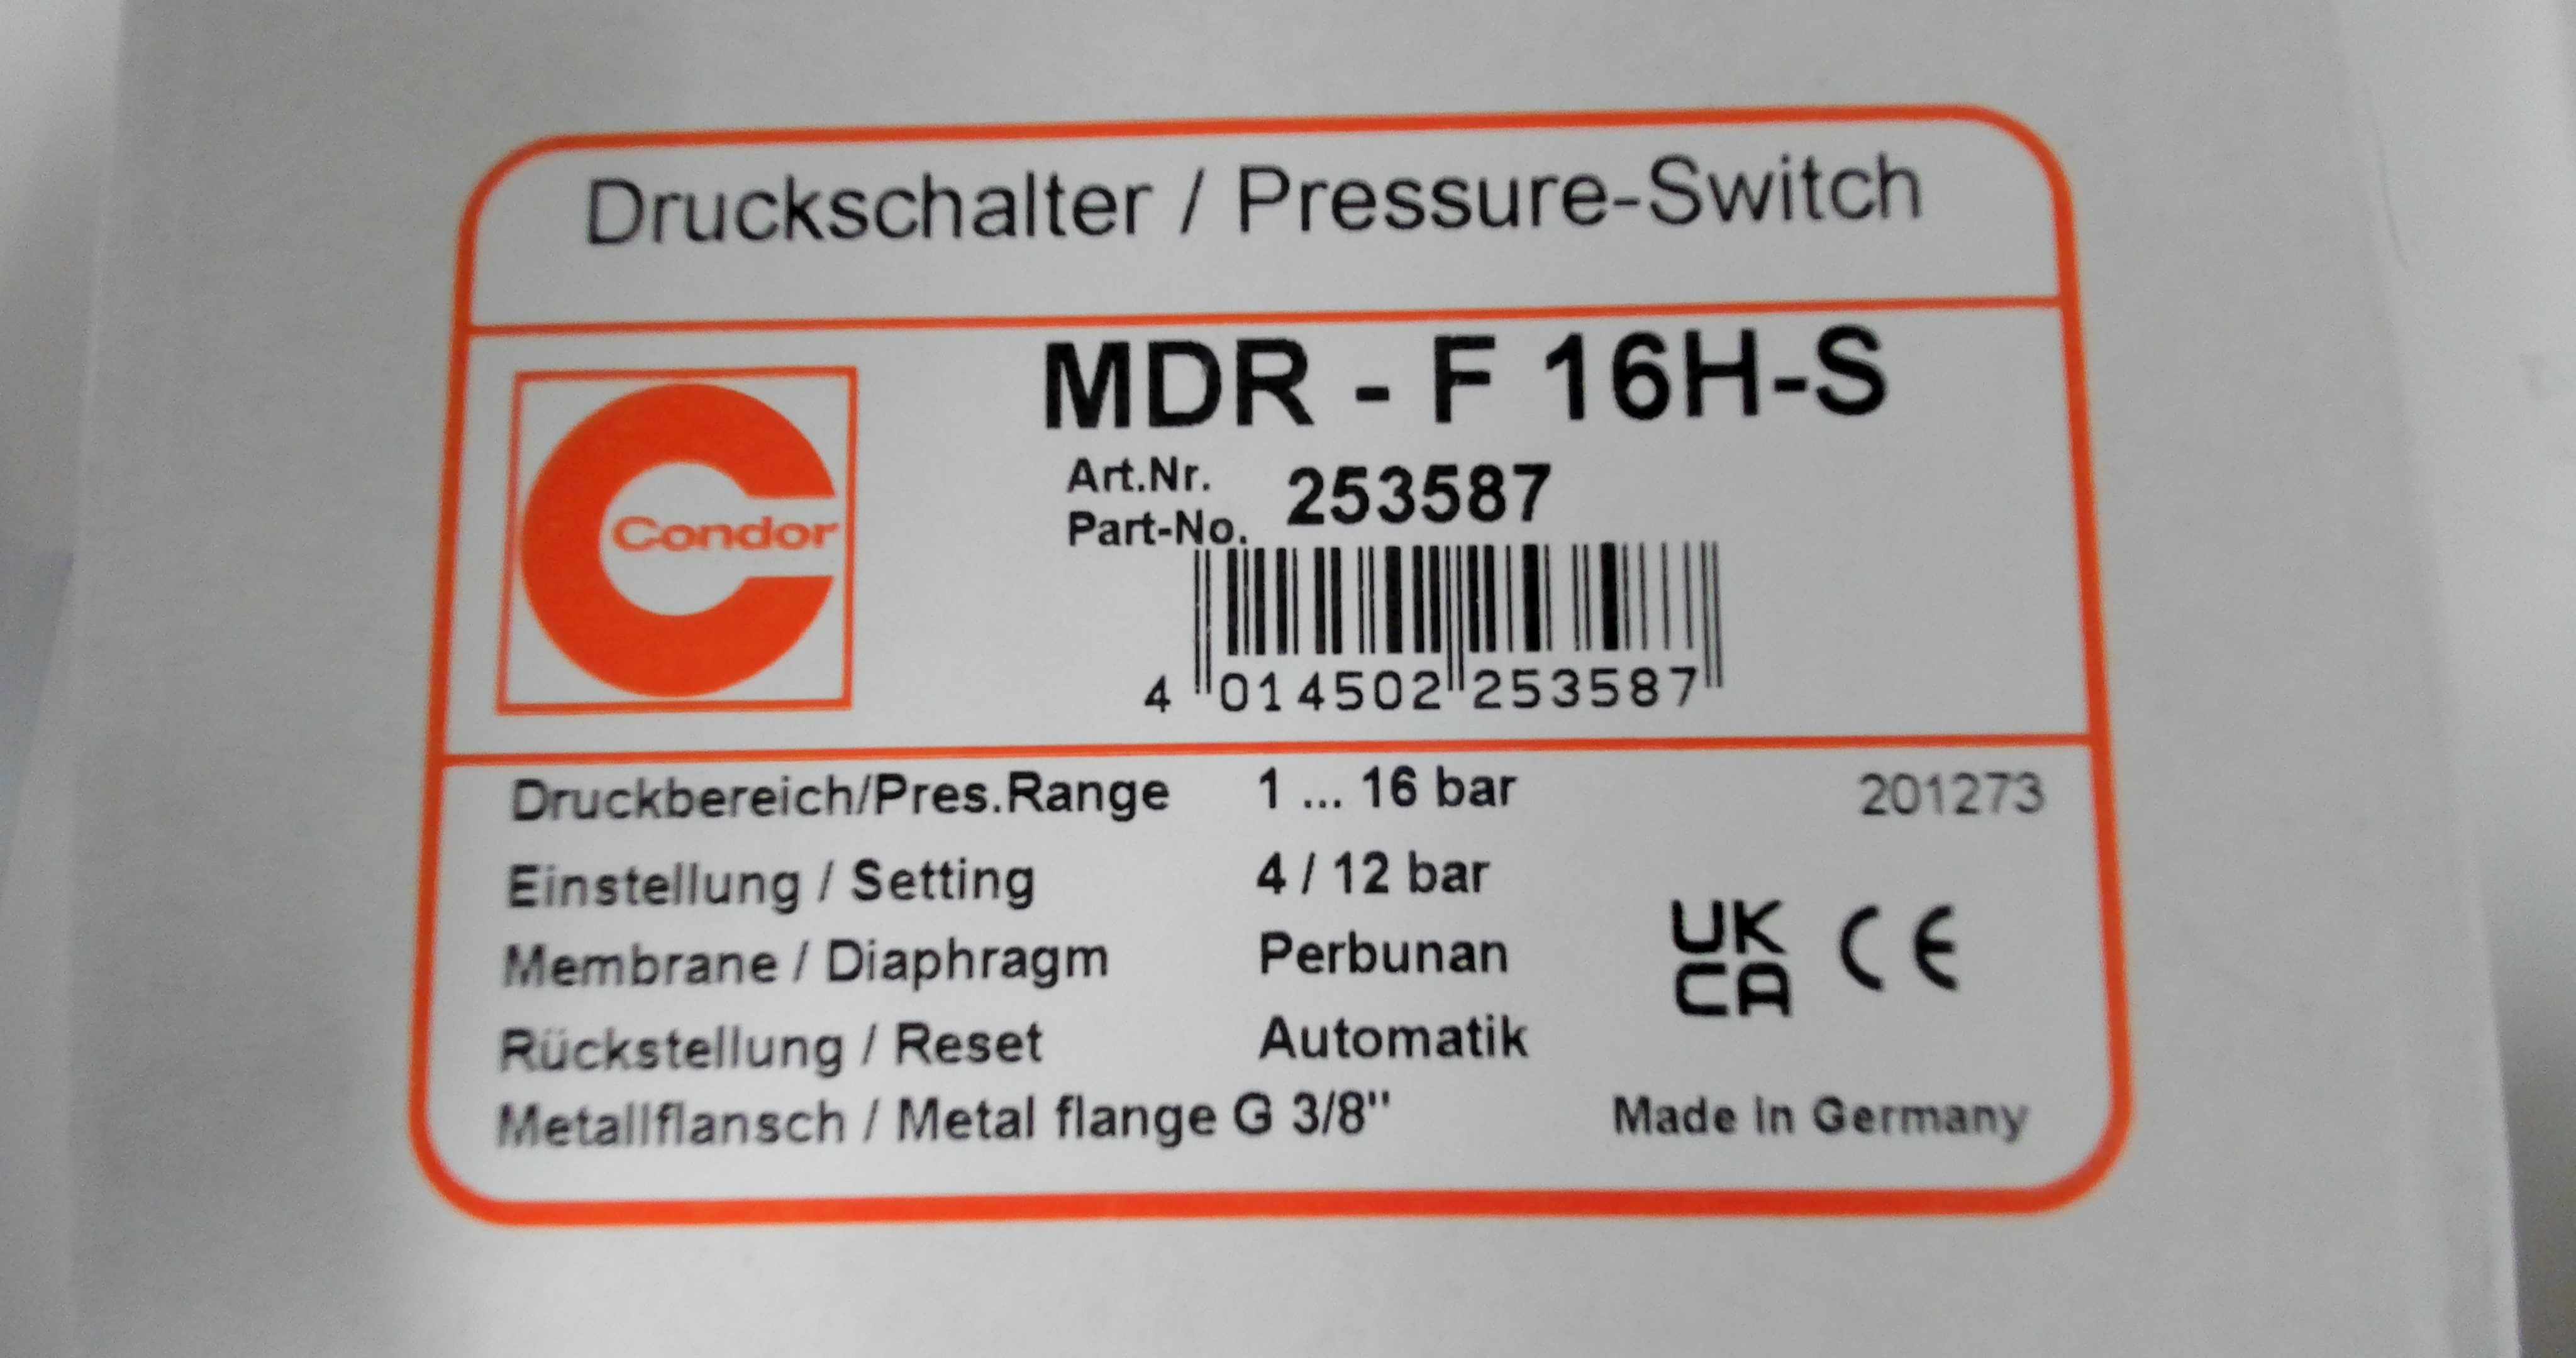 Druckschalter / Pressure-Switch
MDR - F 16H-S
Condor
Art.Nr.
Part-No. 253587
4 014502 253587
Druckbereich/Pres.Range 1 ... 16 bar 201273
Einstellung / Setting 4 / 12 bar
Membrane / Diaphragm Perbunan
UK
CA CE
Rückstellung / Reset Automatik
Metallflansch / Metal flange G 3/8" Made in Germany